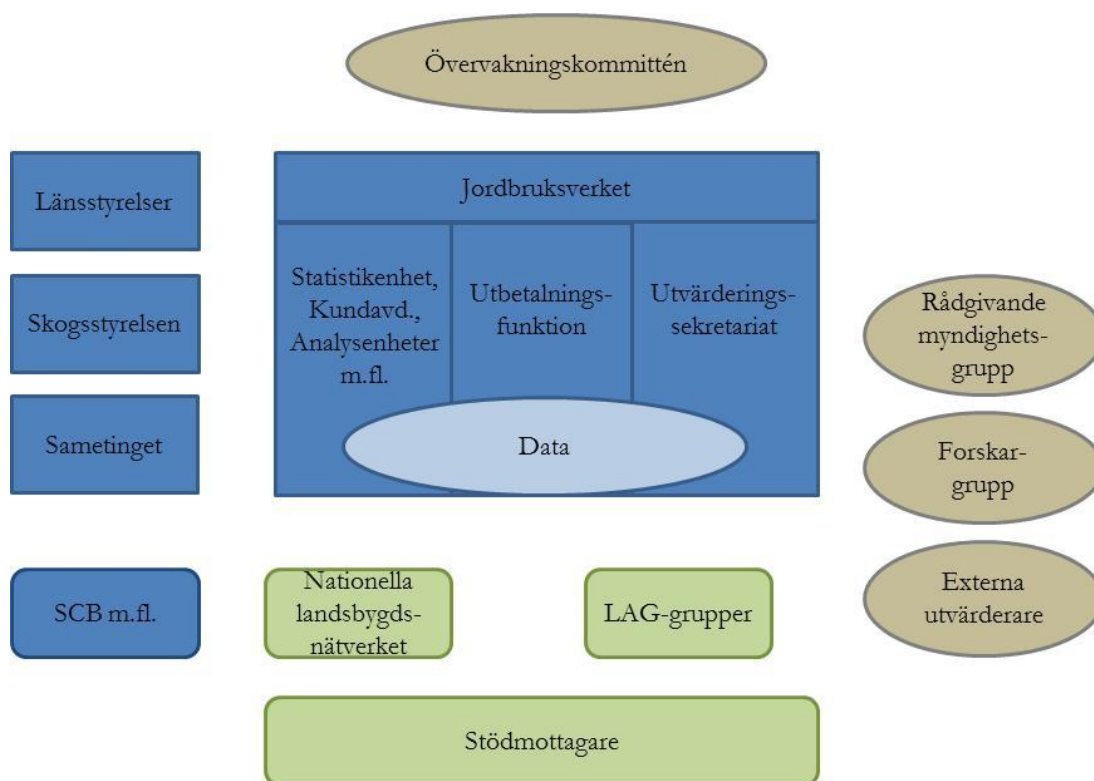 Övervakningskommittén
Länsstyrelser
Jordbruksverket
Statistikenhet,
Kundavd.,
Analysenheter
m.fl.
Utbetalnings-
funktion
Utvärderings-
sekretariat
Skogsstyrelsen
Rådgivande
myndighets-
grupp
Sametinget
Data
Forskar-
grupp
SCB m.fl.
Nationella
landsbygds-
nätverket
LAG-grupper
Externa
utvärderare
Stödmottagare